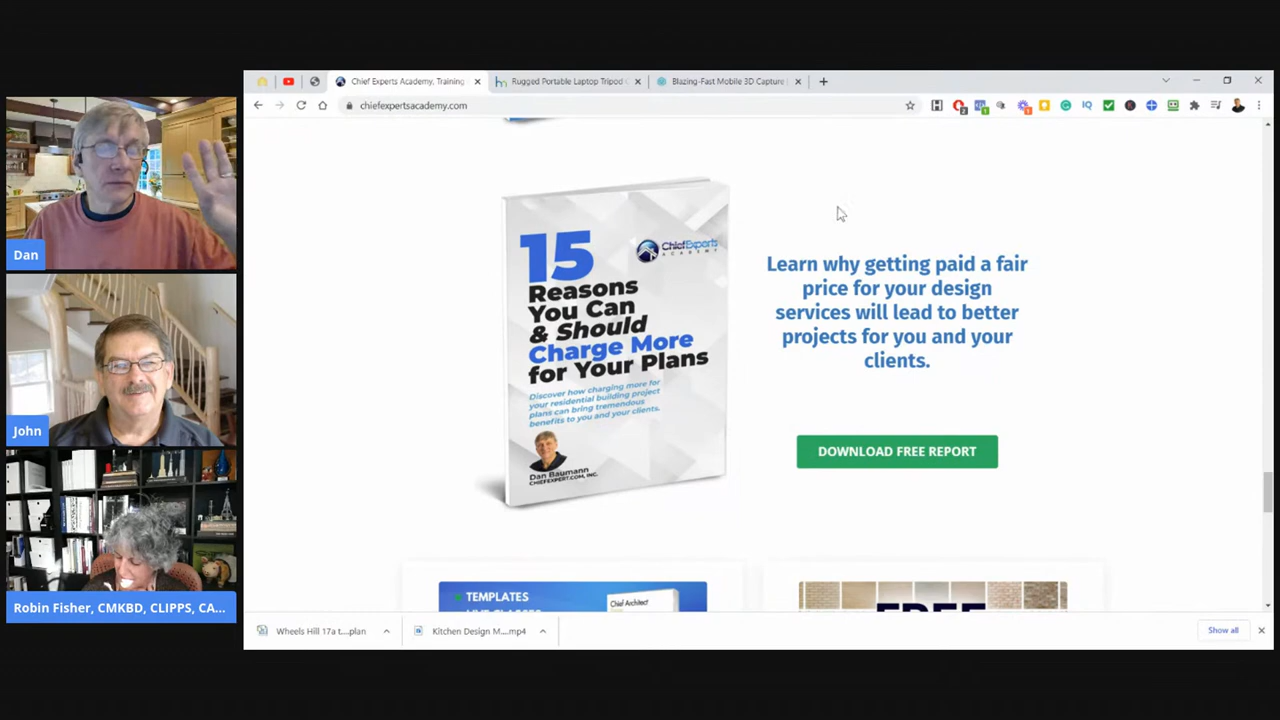 Chief Experts Academy, Training
Rugged Portable Laptop Tripod
Blazing-Fast Mobile 3D Capture
chiefexpertsacademy.com
Dan
John
Robin Fisher, CMKBD, CLIPPS, CA...
15
Reasons
You Can
& Should
Charge More
for Your Plans
ChiefExperts
ACADEMY
Discover how charging more for
your residential building project
plans can bring tremendous
benefits to you and your clients.
Dan Baumann
CHIEFEXPERT.COM, INC.
Learn why getting paid a fair
price for your design
services will lead to better
projects for you and your
clients.
DOWNLOAD FREE REPORT
TEMPLATES
LIVE CLASSES
Chief Architect
FREE
Wheels Hill 17a t....plan
Kitchen Design M....mp4
Show all